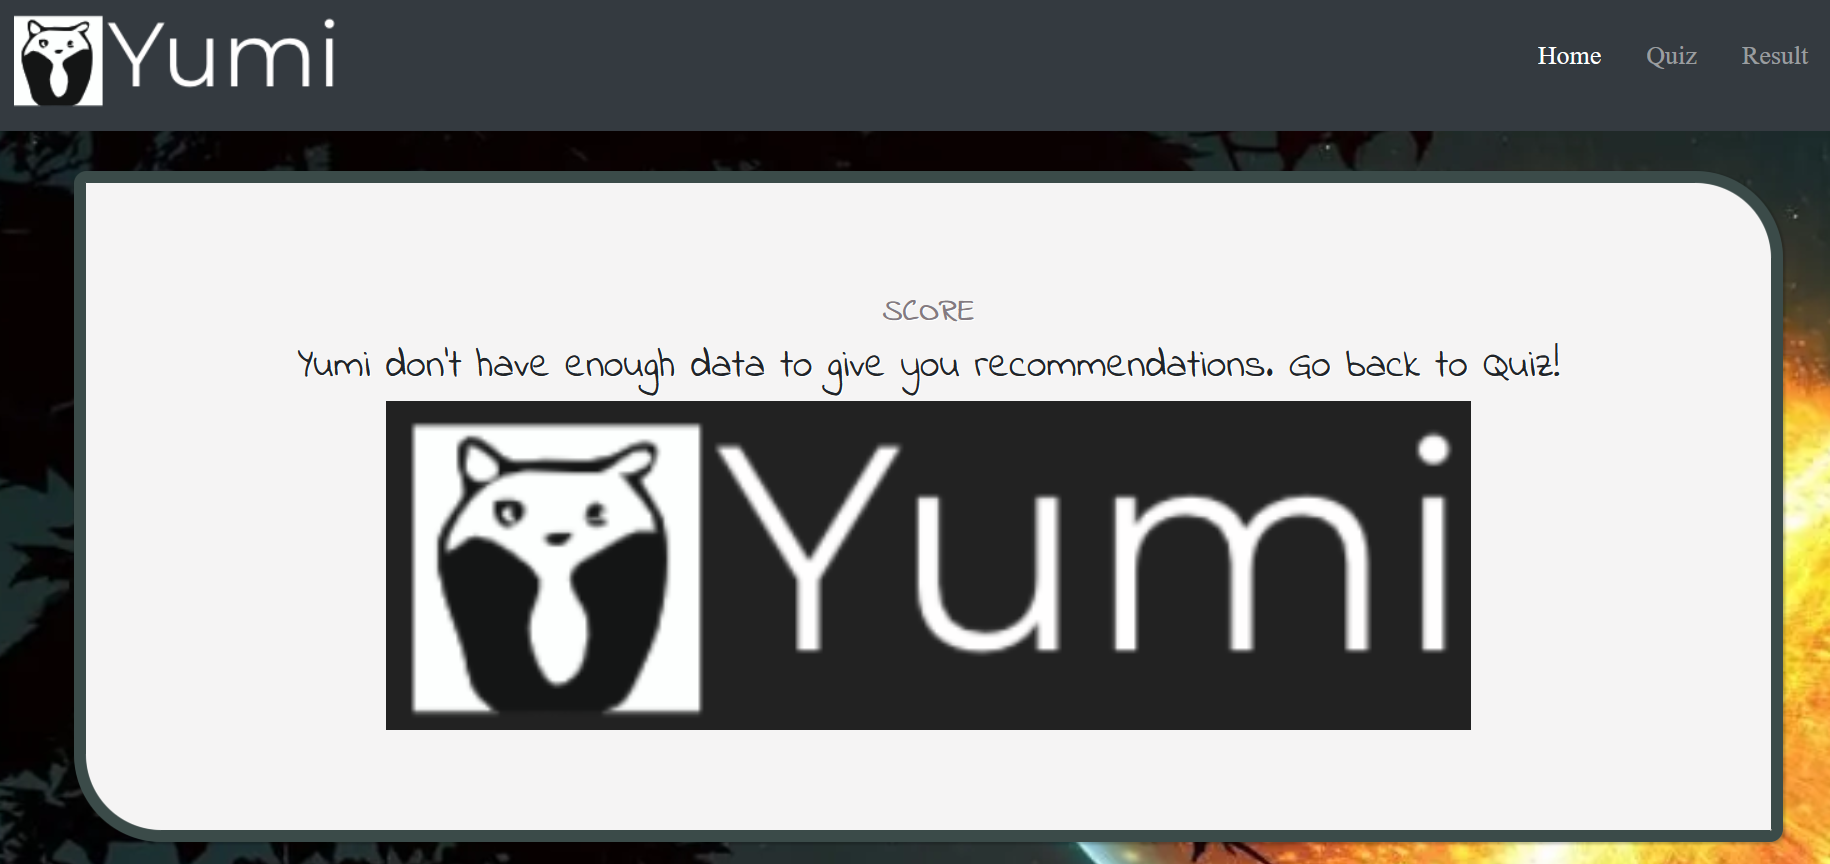 Yumi
Home Quiz Result
SCORE
Yumi don't have enough data to give you recommendations. Go back to Quiz!
Yumi